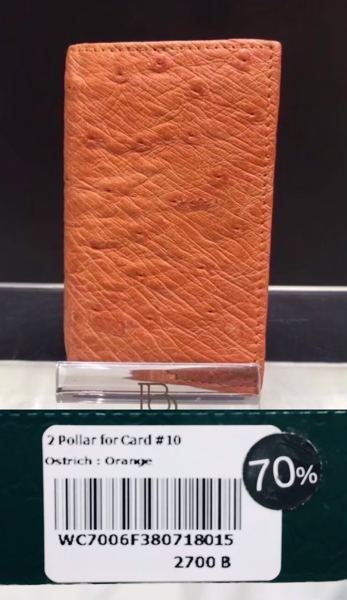 B
2 Pollar for Card #10
Ostrich : Orange
70%
WC7006F380718015
2700 B